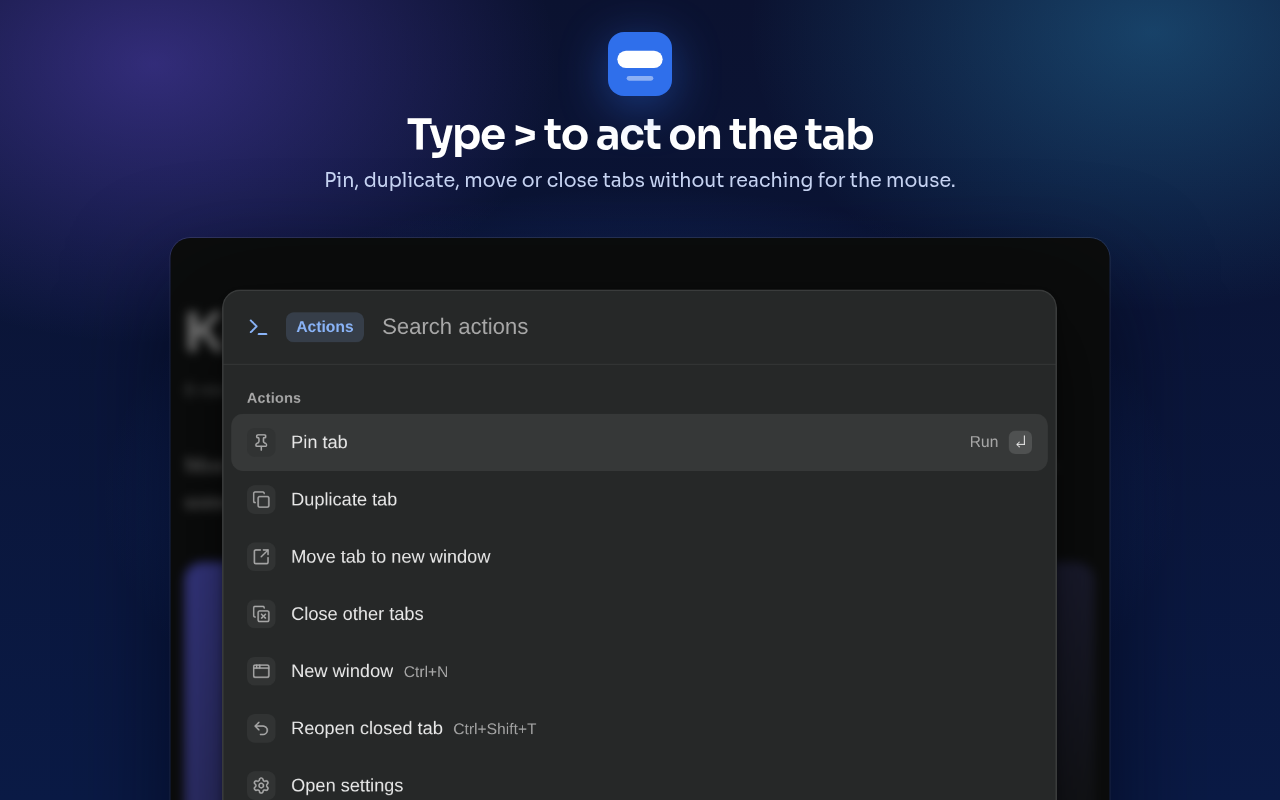 Type > to act on the tab
Pin, duplicate, move or close tabs without reaching for the mouse.
Actions Search actions
Actions
Pin tab Run
Duplicate tab
Move tab to new window
Close other tabs
New window Ctrl+N
Reopen closed tab Ctrl+Shift+T
Open settings